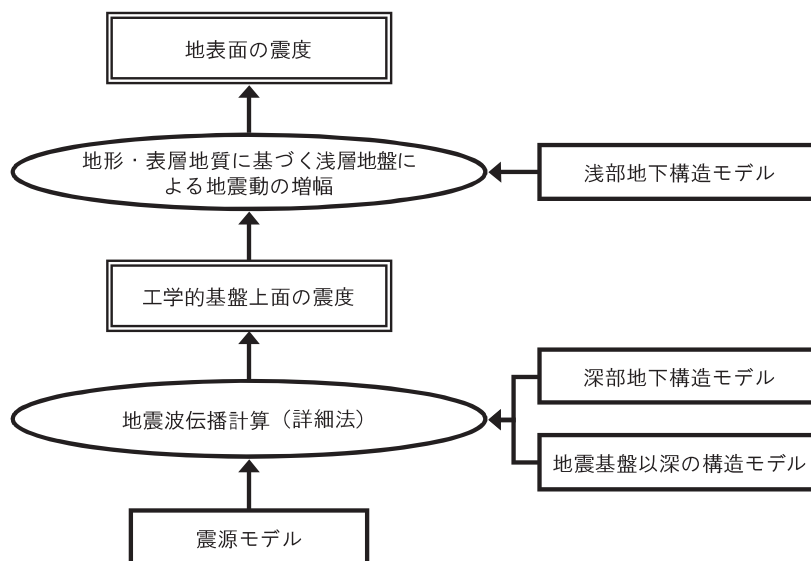 地表面の震度
地形・表層地質に基づく浅層地盤に
よる地震動の増幅
浅部地下構造モデル
工学的基盤上面の震度
深部地下構造モデル
地震波伝播計算（詳細法）
地震基盤以深の構造モデル
震源モデル